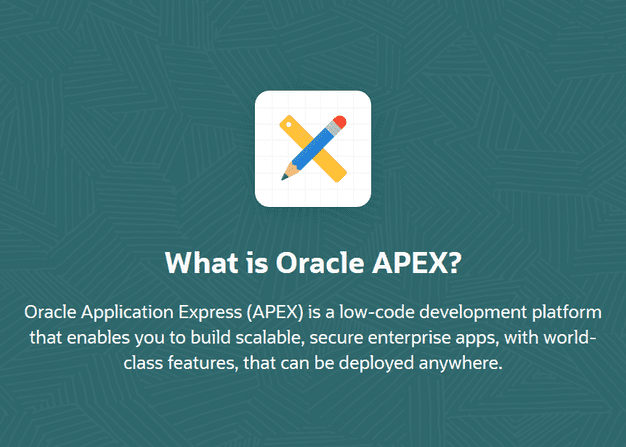 What is Oracle APEX?
Oracle Application Express (APEX) is a low-code development platform
that enables you to build scalable, secure enterprise apps, with world-
class features, that can be deployed anywhere.